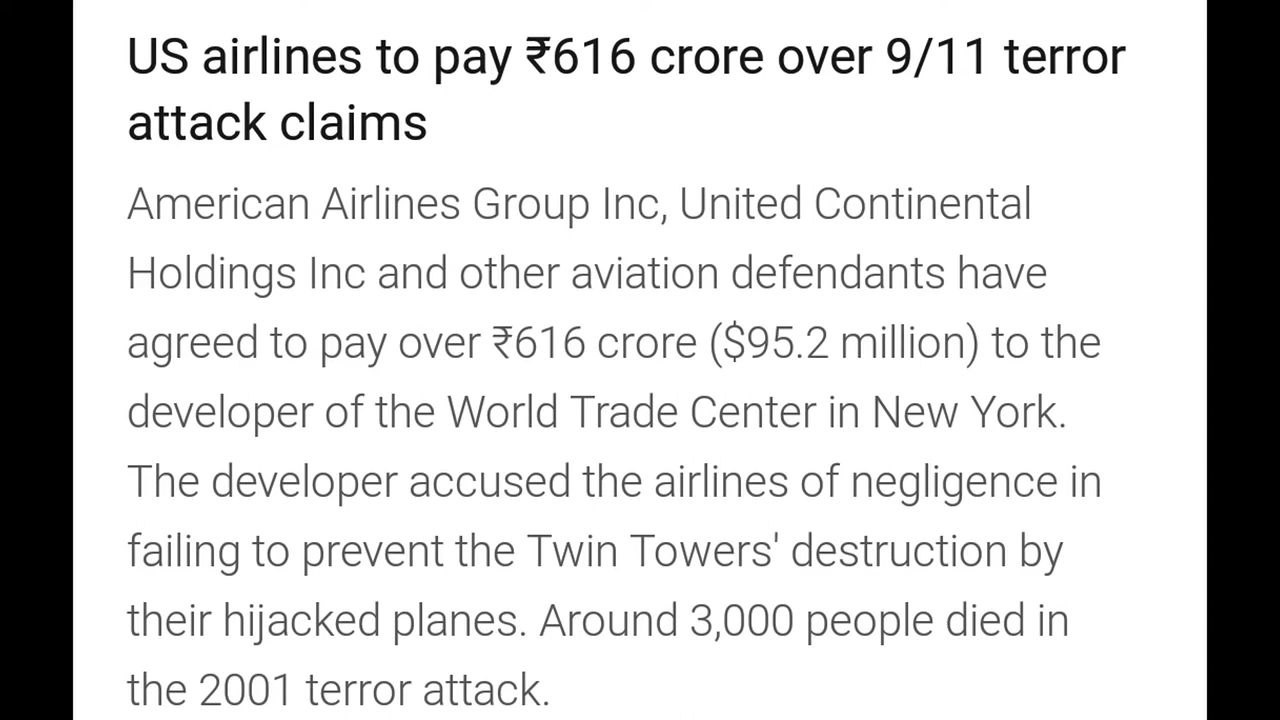 US airlines to pay ₹616 crore over 9/11 terror
attack claims
American Airlines Group Inc, United Continental
Holdings Inc and other aviation defendants have
agreed to pay over ₹616 crore ($95.2 million) to the
developer of the World Trade Center in New York.
The developer accused the airlines of negligence in
failing to prevent the Twin Towers' destruction by
their hijacked planes. Around 3,000 people died in
the 2001 terror attack.